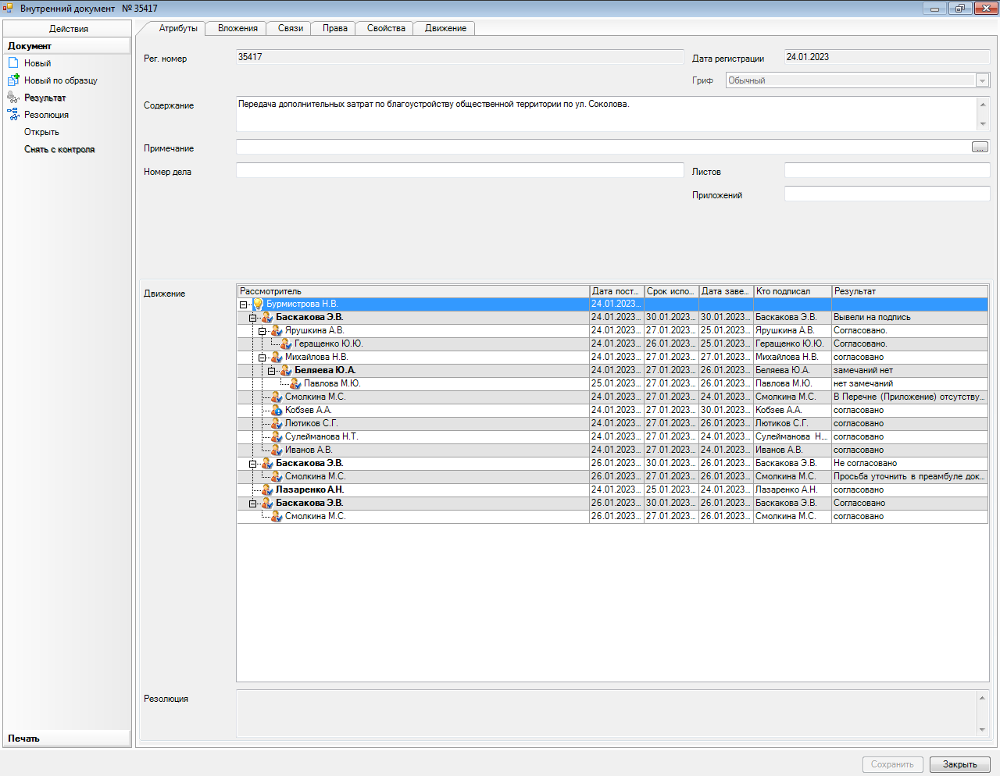 Внутренний документ № 35417
Действия
Документ
Новый
Новый по образцу
Результат
Резолюция
Открыть
Снять с контроля
Печать
Атрибуты Вложения Связи Права Свойства Движение
Рег. номер 35417 Дата регистрации 24.01.2023
Гриф Обычный
Содержание Передача дополнительных затрат по благоустройству общественной территории по ул. Соколова.
Примечание ...
Номер дела Листов
Приложений
Движение
Рассмотритель Дата пост... Срок испо... Дата заве... Кто подписал Результат
Бурмистрова Н.В. 24.01.2023...
Баскакова Э.В. 24.01.2023... 30.01.2023... 30.01.2023... Баскакова Э.В. Вывели на подпись
Ярушкина А.В. 24.01.2023... 27.01.2023... 25.01.2023... Ярушкина А.В. Согласовано.
Геращенко Ю.Ю. 24.01.2023... 26.01.2023... 25.01.2023... Геращенко Ю.Ю. Согласовано.
Михайлова Н.В. 24.01.2023... 27.01.2023... 27.01.2023... Михайлова Н.В. согласовано
Беляева Ю.А. 24.01.2023... 27.01.2023... 26.01.2023... Беляева Ю.А. замечаний нет
Павлова М.Ю. 25.01.2023... 27.01.2023... 26.01.2023... Павлова М.Ю. нет замечаний
Смолкина М.С. 24.01.2023... 27.01.2023... 24.01.2023... Смолкина М.С. В Перечне (Приложение) отсутству...
Кобзев А.А. 24.01.2023... 27.01.2023... 30.01.2023... Кобзев А.А. согласовано
Лютиков С.Г. 24.01.2023... 27.01.2023... 26.01.2023... Лютиков С.Г. согласовано
Сулейманова Н.Т. 24.01.2023... 27.01.2023... 24.01.2023... Сулейманова Н.... согласовано
Иванов А.В. 24.01.2023... 27.01.2023... 24.01.2023... Иванов А.В. согласовано
Баскакова Э.В. 26.01.2023... 30.01.2023... 26.01.2023... Баскакова Э.В. Не согласовано
Смолкина М.С. 26.01.2023... 27.01.2023... 26.01.2023... Смолкина М.С. Просьба уточнить в преамбуле док...
Лазаренко А.Н. 24.01.2023... 25.01.2023... 24.01.2023... Лазаренко А.Н. согласовано
Баскакова Э.В. 26.01.2023... 30.01.2023... 26.01.2023... Баскакова Э.В. Согласовано
Смолкина М.С. 26.01.2023... 27.01.2023... 26.01.2023... Смолкина М.С. согласовано
Резолюция
Сохранить Закрыть